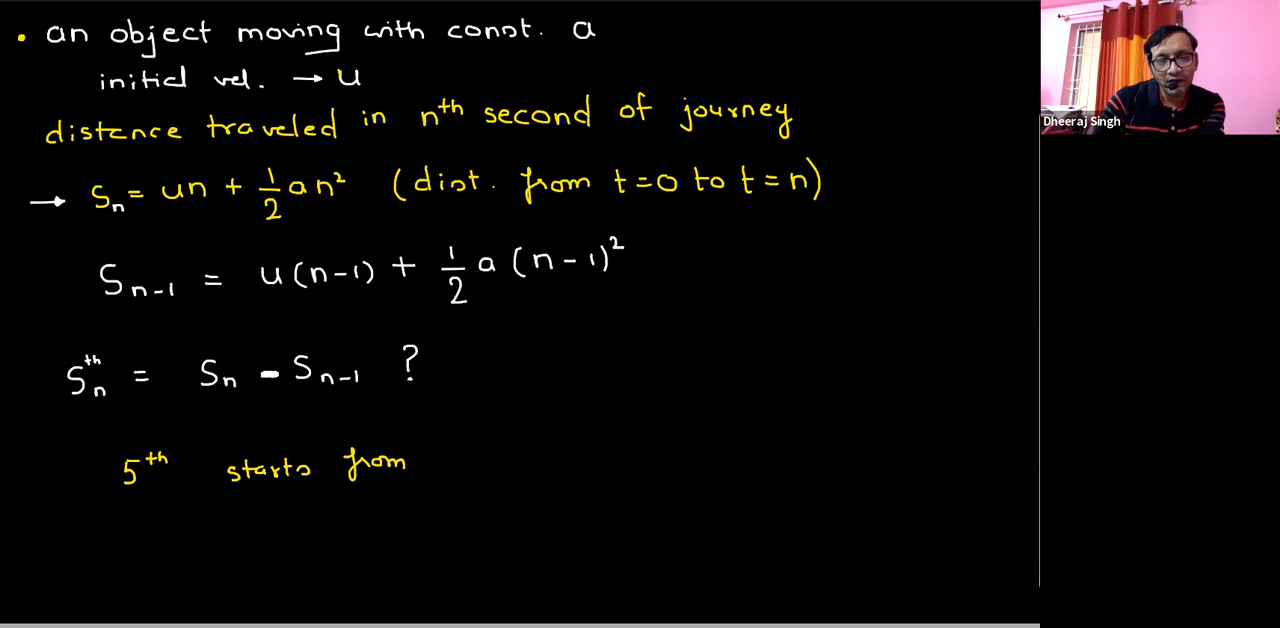 • an object moving with const. a
initial vel. → u
distance traveled in nᵗʰ second of journey
→ Sₙ = un + 1/2 an² (dist. from t=0 to t=n)
Sₙ₋₁ = u(n-1) + 1/2 a (n-1)²
Sₙᵗʰ = Sₙ - Sₙ₋₁ ?
5ᵗʰ starts from
Dheeraj Singh